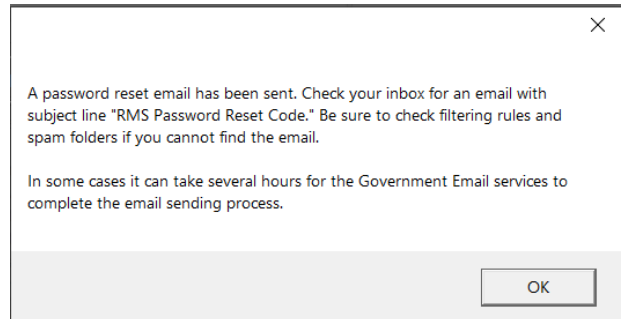 A password reset email has been sent. Check your inbox for an email with
subject line "RMS Password Reset Code." Be sure to check filtering rules and
spam folders if you cannot find the email.
In some cases it can take several hours for the Government Email services to
complete the email sending process.
OK